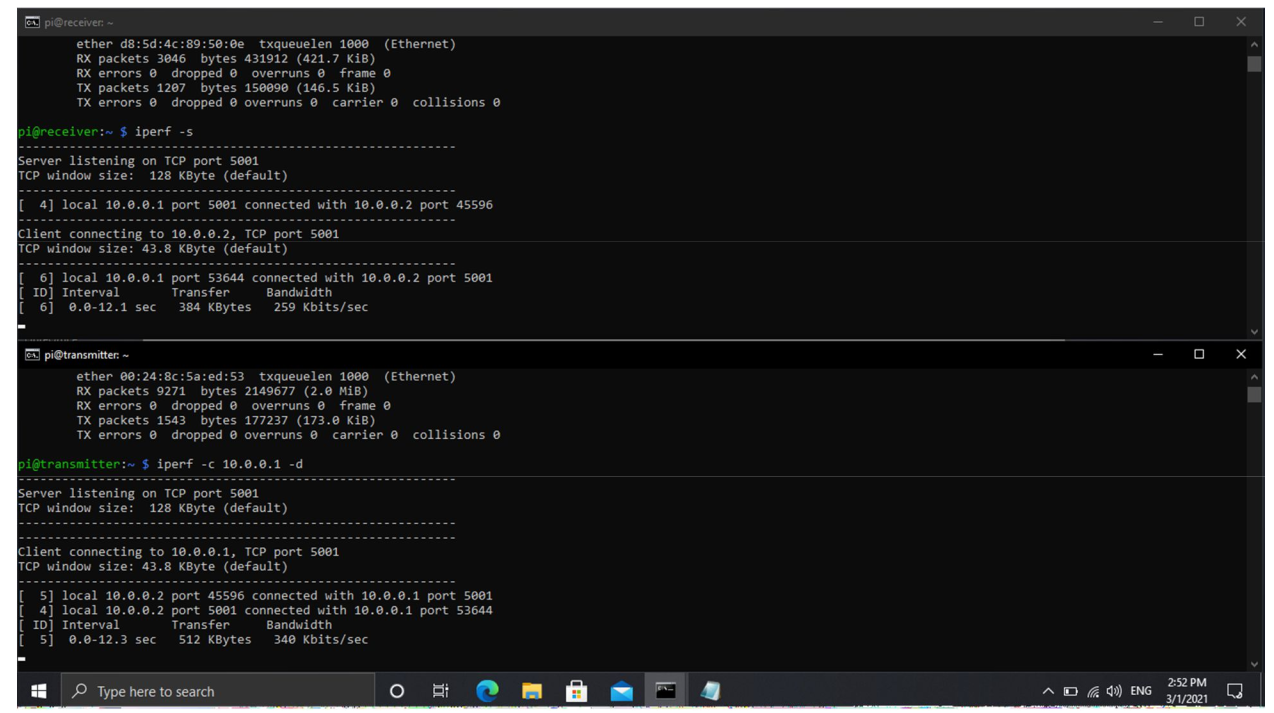 pi@receiver: ~
ether d8:5d:4c:89:50:0e  txqueuelen 1000  (Ethernet)
RX packets 3046  bytes 431912 (421.7 KiB)
RX errors 0  dropped 0  overruns 0  frame 0
TX packets 1207  bytes 150090 (146.5 KiB)
TX errors 0  dropped 0 overruns 0  carrier 0  collisions 0
pi@receiver:~ $ iperf -s
------------------------------------------------------------
Server listening on TCP port 5001
TCP window size:  128 KByte (default)
------------------------------------------------------------
[  4] local 10.0.0.1 port 5001 connected with 10.0.0.2 port 45596
------------------------------------------------------------
Client connecting to 10.0.0.2, TCP port 5001
TCP window size: 43.8 KByte (default)
------------------------------------------------------------
[  6] local 10.0.0.1 port 53644 connected with 10.0.0.2 port 5001
[ ID] Interval       Transfer     Bandwidth
[  6]  0.0-12.1 sec   384 KBytes   259 Kbits/sec
pi@transmitter: ~
ether 00:24:8c:5a:ed:53  txqueuelen 1000  (Ethernet)
RX packets 9271  bytes 2149677 (2.0 MiB)
RX errors 0  dropped 0  overruns 0  frame 0
TX packets 1543  bytes 177237 (173.0 KiB)
TX errors 0  dropped 0 overruns 0  carrier 0  collisions 0
pi@transmitter:~ $ iperf -c 10.0.0.1 -d
------------------------------------------------------------
Server listening on TCP port 5001
TCP window size:  128 KByte (default)
------------------------------------------------------------
------------------------------------------------------------
Client connecting to 10.0.0.1, TCP port 5001
TCP window size: 43.8 KByte (default)
------------------------------------------------------------
[  5] local 10.0.0.2 port 45596 connected with 10.0.0.1 port 5001
[  4] local 10.0.0.2 port 5001 connected with 10.0.0.1 port 53644
[ ID] Interval       Transfer     Bandwidth
[  5]  0.0-12.3 sec   512 KBytes   340 Kbits/sec
Type here to search
ENG
2:52 PM
3/1/2021